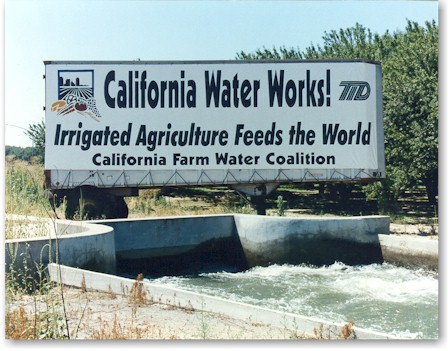 California Water Works! TID
Irrigated Agriculture Feeds the World
California Farm Water Coalition